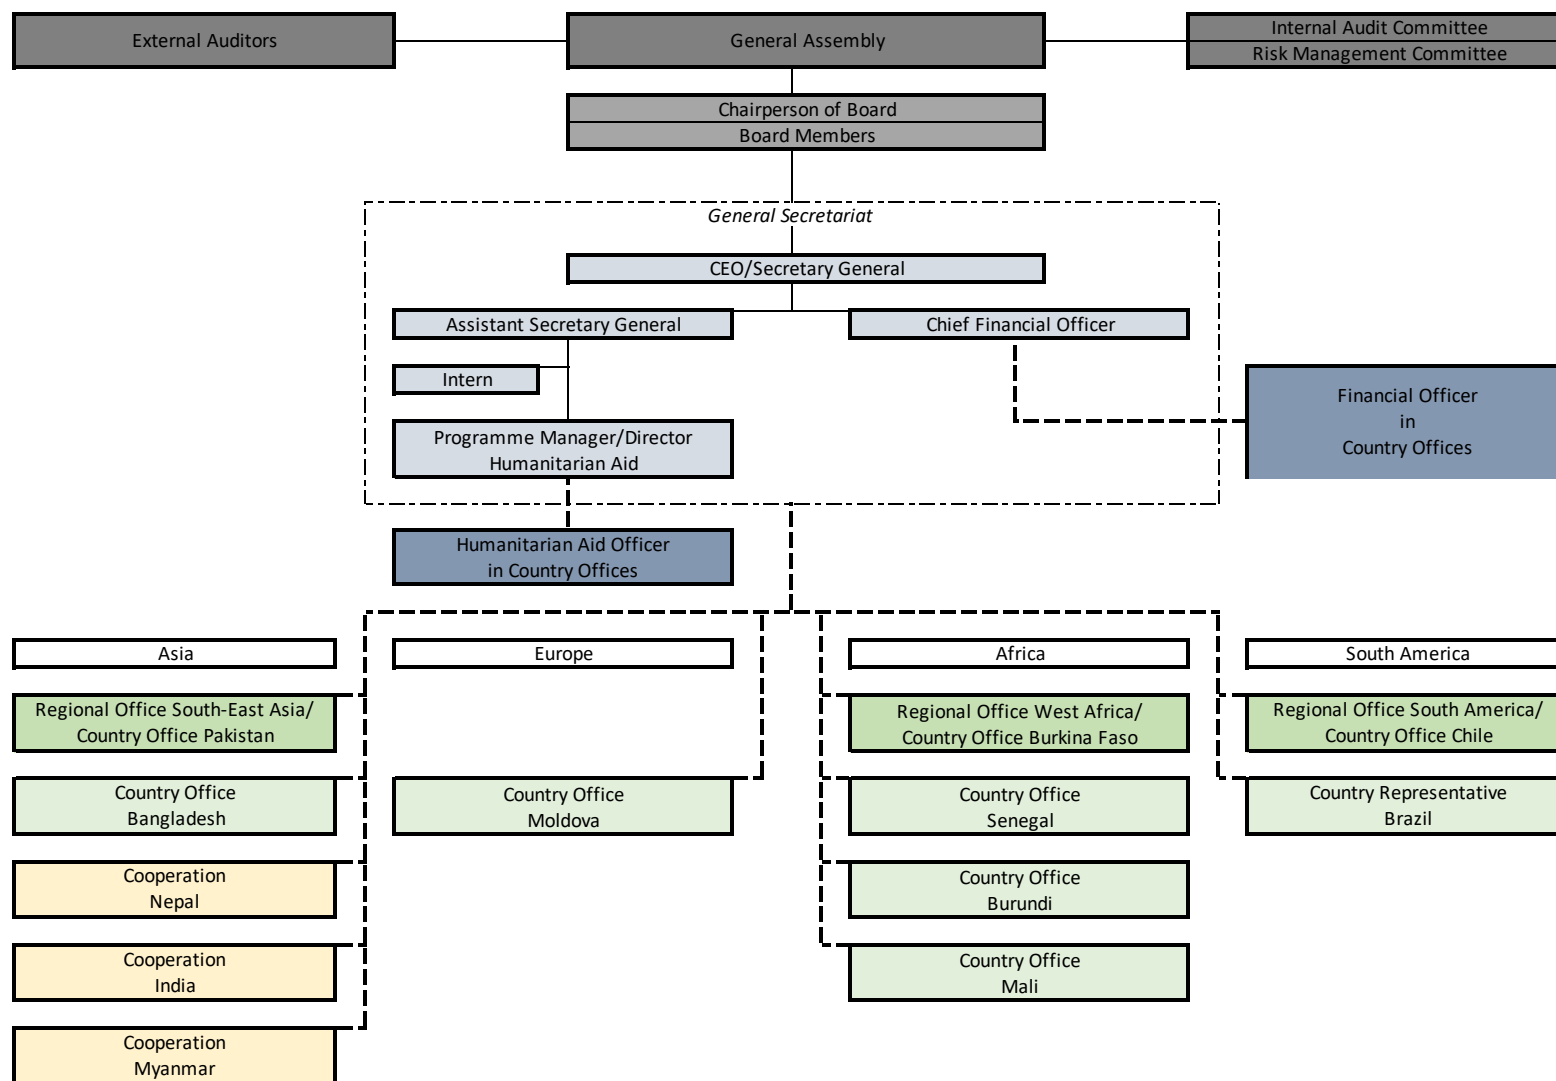 External Auditors
General Assembly
Internal Audit Committee
Risk Management Committee
Chairperson of Board
Board Members
General Secretariat
CEO/Secretary General
Assistant Secretary General
Chief Financial Officer
Intern
Financial Officer
in
Country Offices
Programme Manager/Director
Humanitarian Aid
Humanitarian Aid Officer
in Country Offices
Asia
Europe
Africa
South America
Regional Office South-East Asia/
Country Office Pakistan
Regional Office West Africa/
Country Office Burkina Faso
Regional Office South America/
Country Office Chile
Country Office
Bangladesh
Country Office
Moldova
Country Office
Senegal
Country Representative
Brazil
Cooperation
Nepal
Country Office
Burundi
Cooperation
India
Country Office
Mali
Cooperation
Myanmar